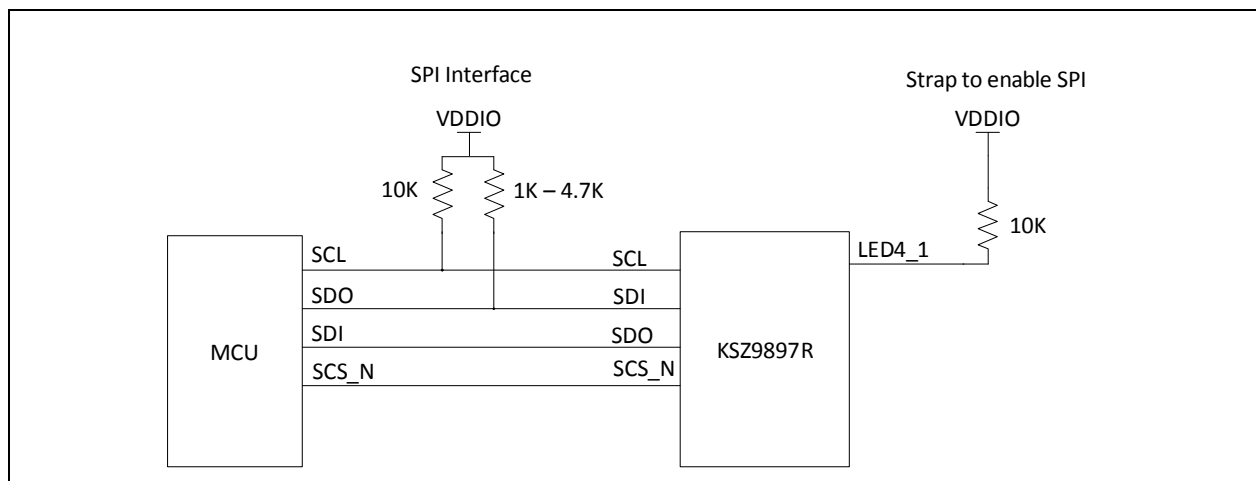 SPI Interface
Strap to enable SPI
VDDIO
VDDIO
10K
1K – 4.7K
10K
SCL
SCL
LED4_1
SDO
SDI
SDI
SDO
MCU
KSZ9897R
SCS_N
SCS_N